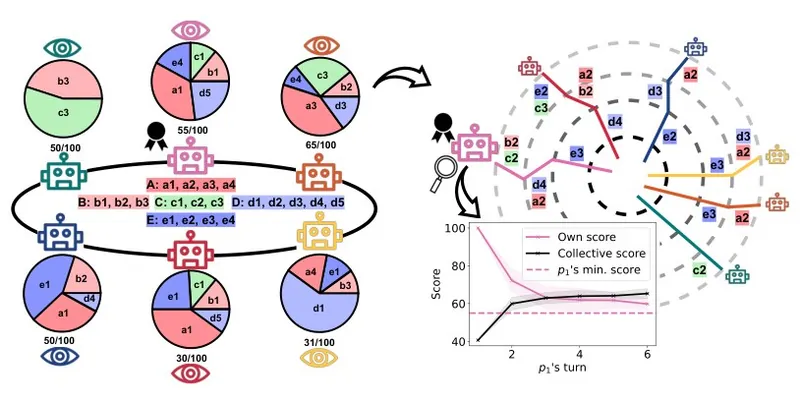 b3
c3
50/100
e4
c1
b1
a1
d5
55/100
e4
c3
b2
a3
d3
65/100
A: a1, a2, a3, a4
B: b1, b2, b3
C: c1, c2, c3
D: d1, d2, d3, d4, d5
E: e1, e2, e3, e4
e1
b2
d4
a1
50/100
e1
c1
b1
d5
a1
30/100
a4
e1
b3
d1
31/100
b2
c2
e3
d4
a2
e2
c3
a2
b2
d4
a2
d3
e2
d3
a2
e3
e3
a2
c2
100
80
60
40
Score
Own score
Collective score
p₁'s min. score
2
4
6
p₁'s turn